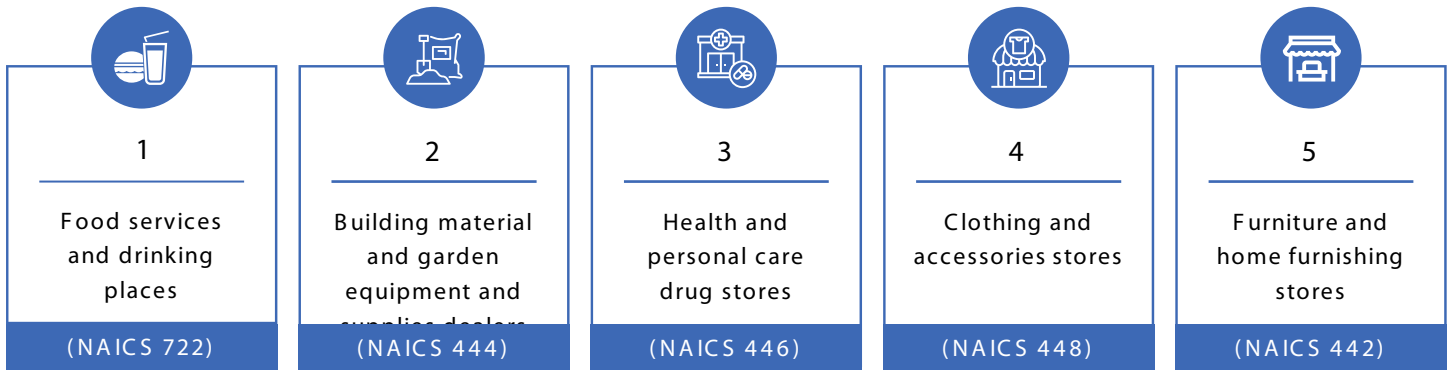 1
Food services
and drinking
places
(NAICS 722)
2
Building material
and garden
equipment and
supplies dealers
(NAICS 444)
3
Health and
personal care
drug stores
(NAICS 446)
4
Clothing and
accessories stores
(NAICS 448)
5
Furniture and
home furnishing
stores
(NAICS 442)